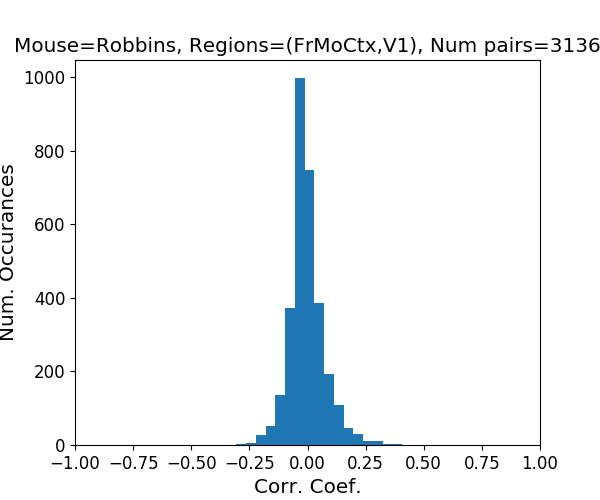 Mouse=Robbins, Regions=(FrMoCtx,V1), Num pairs=3136
1000
800
600
400
200
0
Num. Occurances
−1.00 −0.75 −0.50 −0.25 0.00 0.25 0.50 0.75 1.00
Corr. Coef.